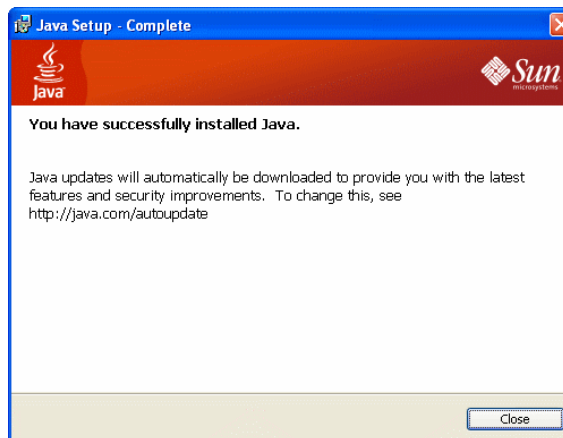 Java Setup - Complete
Java
Sun
microsystems
You have successfully installed Java.
Java updates will automatically be downloaded to provide you with the latest
features and security improvements. To change this, see
http://java.com/autoupdate
Close